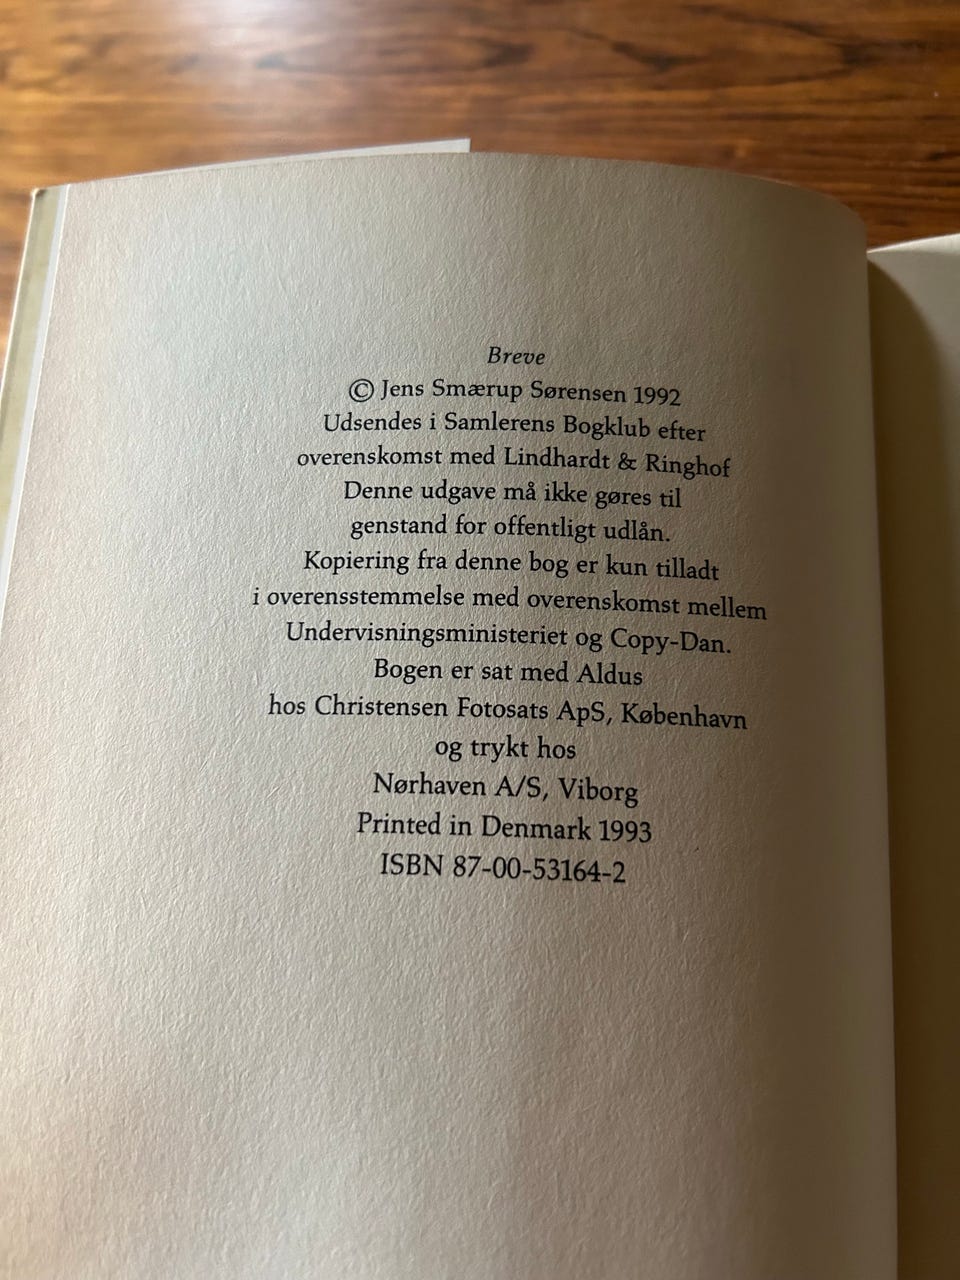 Breve
© Jens Smærup Sørensen 1992
Udsendes i Samlerens Bogklub efter
overenskomst med Lindhardt & Ringhof
Denne udgave må ikke gøres til
genstand for offentligt udlån.
Kopiering fra denne bog er kun tilladt
i overensstemmelse med overenskomst mellem
Undervisningsministeriet og Copy-Dan.
Bogen er sat med Aldus
hos Christensen Fotosats ApS, København
og trykt hos
Nørhaven A/S, Viborg
Printed in Denmark 1993
ISBN 87-00-53164-2